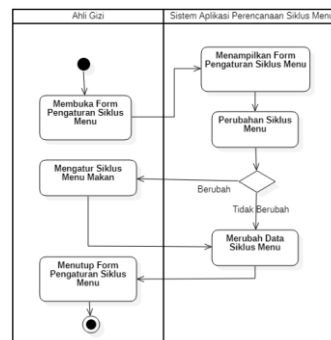 Ahli Gizi
Sistem Aplikasi Perencanaan Siklus Menu
Menampilkan Form
Pengaturan Siklus Menu
Membuka Form
Pengaturan Siklus
Menu
Perubahan Siklus
Menu
Mengatur Siklus
Menu Makan
Berubah
Tidak Berubah
Merubah Data
Siklus Menu
Menutup Form
Pengaturan Siklus
Menu